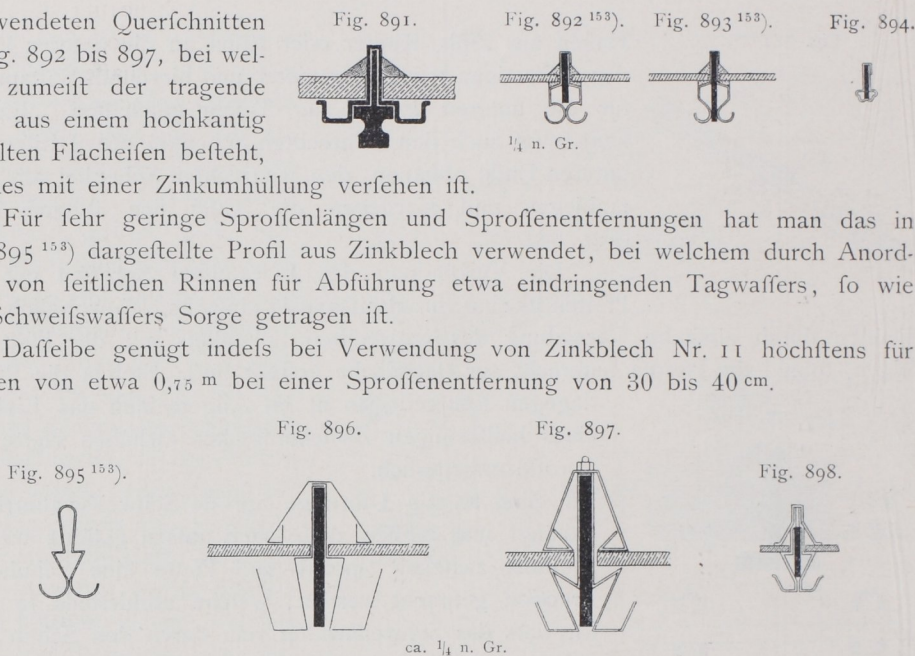 wendeten Querſchnitten
g. 892 bis 897, bei wel-
zumeiſt der tragende
aus einem hochkantig
lten Flacheiſen beſteht,
es mit einer Zinkumhüllung verſehen iſt.
Fig. 891.
Fig. 892 ¹⁵³).
Fig. 893 ¹⁵³).
Fig. 894.
¹/₄ n. Gr.
Für ſehr geringe Sproſſenlängen und Sproſſenentfernungen hat man das in
895 ¹⁵³) dargeſtellte Profil aus Zinkblech verwendet, bei welchem durch Anord-
von ſeitlichen Rinnen für Abführung etwa eindringenden Tagwaſſers, ſo wie
Schweiſswaſſers Sorge getragen iſt.
Daſſelbe genügt indeſs bei Verwendung von Zinkblech Nr. 11 höchſtens für
en von etwa 0,75 m bei einer Sproſſenentfernung von 30 bis 40 cm.
Fig. 895 ¹⁵³).
Fig. 896.
Fig. 897.
Fig. 898.
ca. ¹/₄ n. Gr.